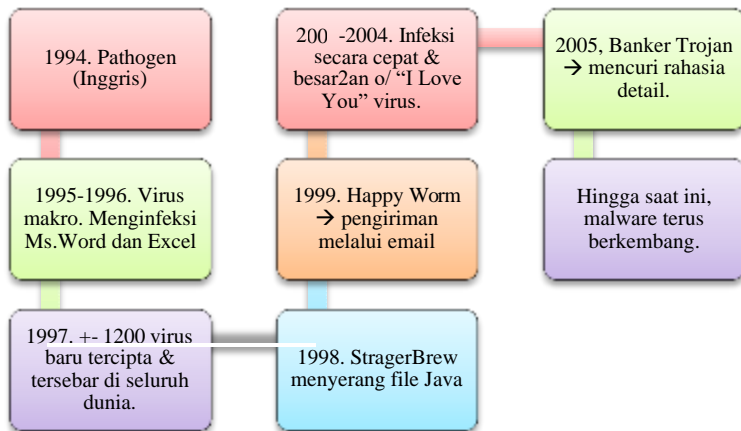 1994. Pathogen
(Inggris)
1995-1996. Virus
makro. Menginfeksi
Ms.Word dan Excel
1997. +- 1200 virus
baru tercipta &
tersebar di seluruh
dunia.
1998. StragerBrew
menyerang file Java
1999. Happy Worm
→ pengiriman
melalui email
200 -2004. Infeksi
secara cepat &
besar2an o/ “I Love
You” virus.
2005, Banker Trojan
→ mencuri rahasia
detail.
Hingga saat ini,
malware terus
berkembang.